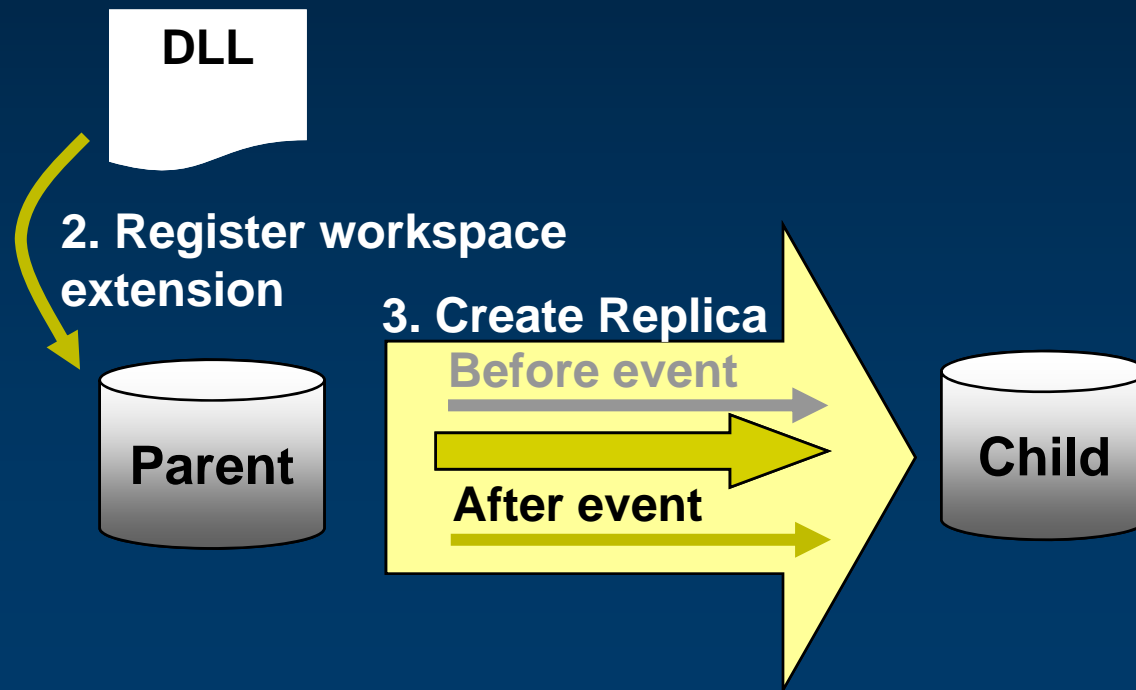 DLL
2. Register workspace
extension
3. Create Replica
Before event
Parent
Child
After event